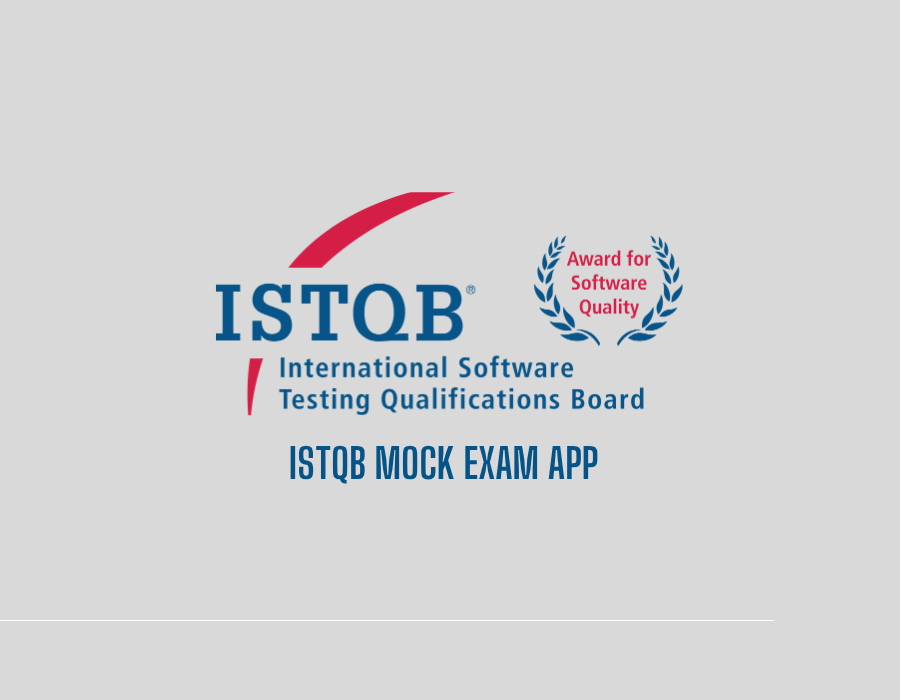 ISTQB®
Award for
Software
Quality
International Software
Testing Qualifications Board
ISTQB MOCK EXAM APP